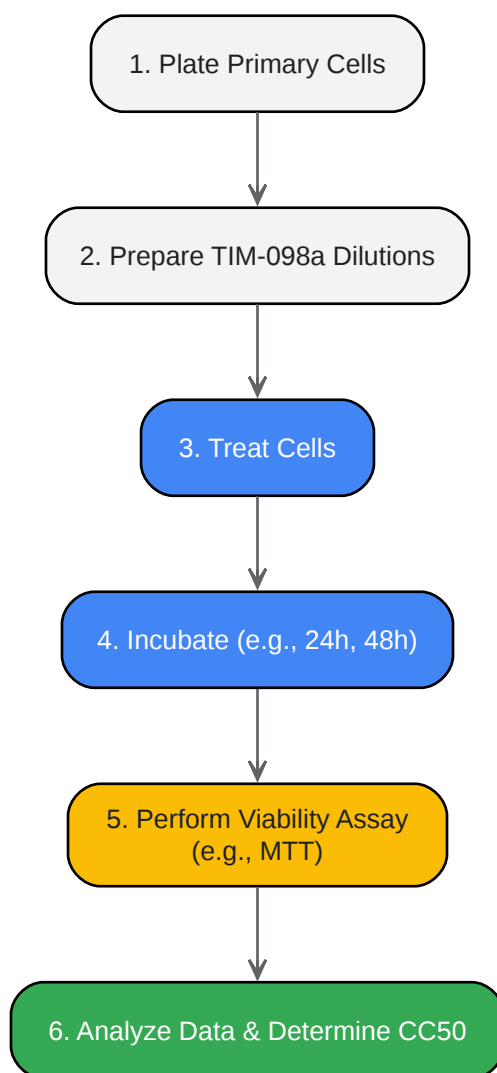 1. Plate Primary Cells
2. Prepare TIM-098a Dilutions
3. Treat Cells
4. Incubate (e.g., 24h, 48h)
5. Perform Viability Assay
(e.g., MTT)
6. Analyze Data & Determine CC50